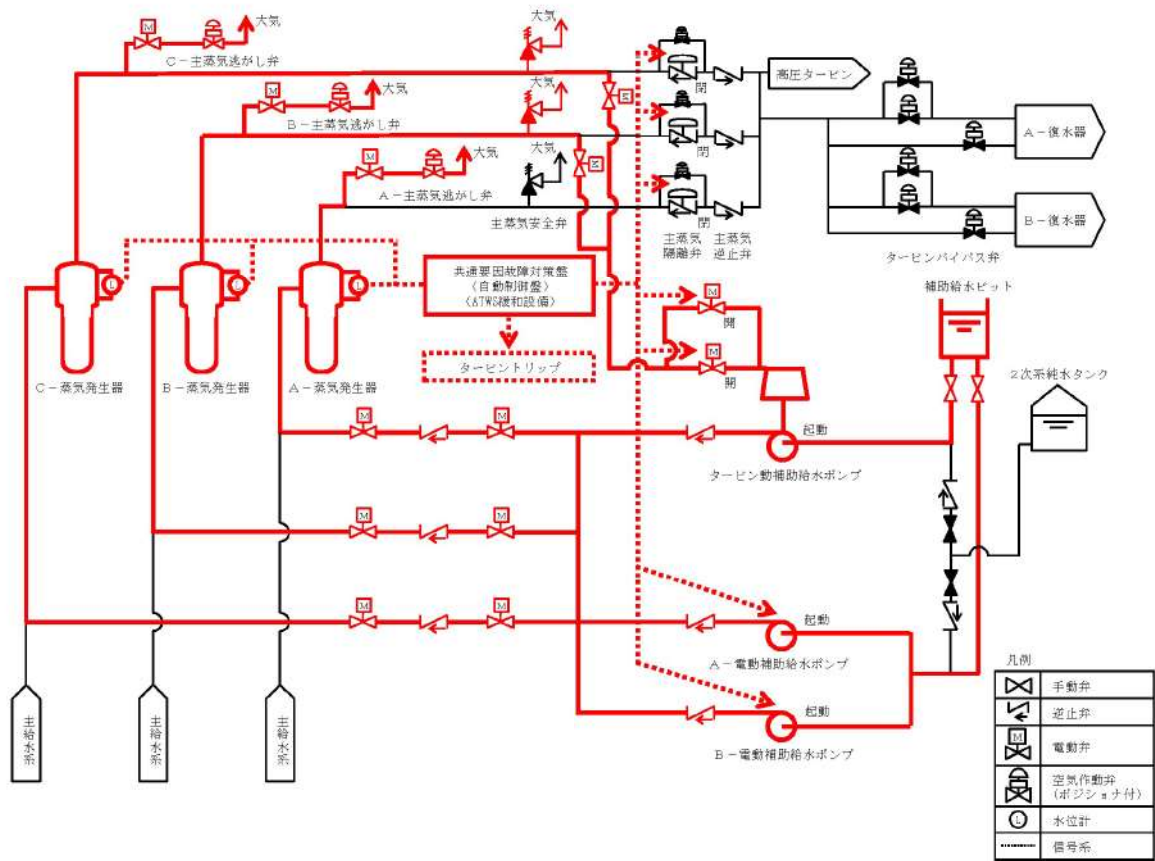 大気
M
C－主蒸気逃がし弁
大気
大気
M
B－主蒸気逃がし弁
大気
大気
M
A－主蒸気逃がし弁
大気
主蒸気安全弁
M
M
閉
閉
閉
主蒸気
隔離弁
主蒸気
逆止弁
高圧タービン
A－復水器
B－復水器
タービンバイパス弁
L
L
L
C－蒸気発生器
B－蒸気発生器
A－蒸気発生器
共通要因故障対策盤
（自動制御盤）
（ATWS緩和設備）
タービントリップ
M
開
M
開
補助給水ピット
2次系純水タンク
M
M
起動
タービン動補助給水ポンプ
M
M
M
M
起動
A－電動補助給水ポンプ
起動
B－電動補助給水ポンプ
主給水系
主給水系
主給水系
凡例
手動弁
逆止弁
M
電動弁
空気作動弁
(ポジショナ付)
L
水位計
信号系